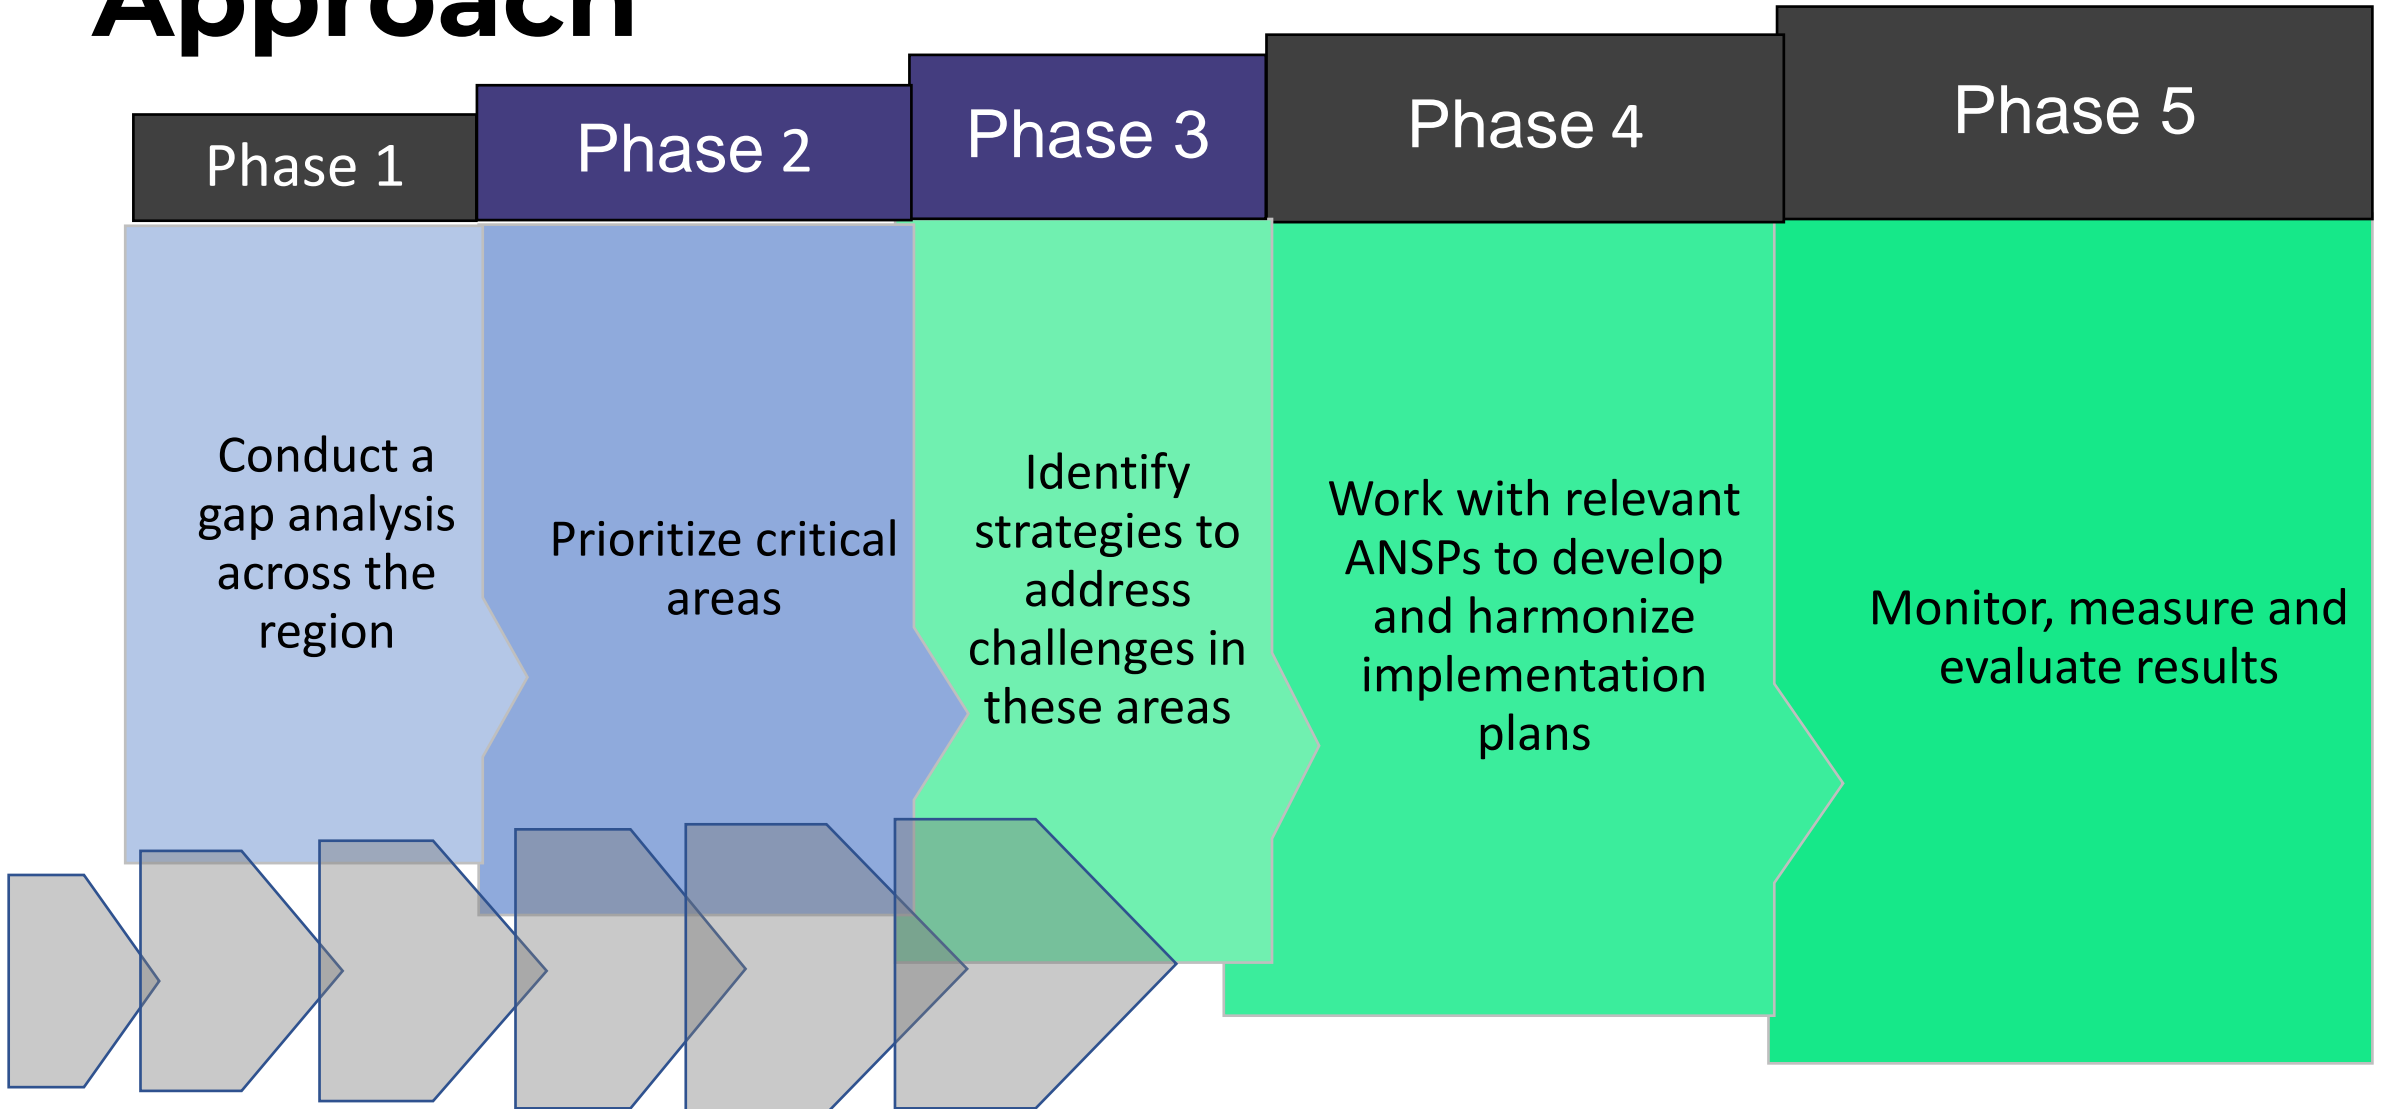 Approach
Phase 1
Conduct a
gap analysis
across the
region
Phase 2
Prioritize critical
areas
Phase 3
Identify
strategies to
address
challenges in
these areas
Phase 4
Work with relevant
ANSPs to develop
and harmonize
implementation
plans
Phase 5
Monitor, measure and
evaluate results